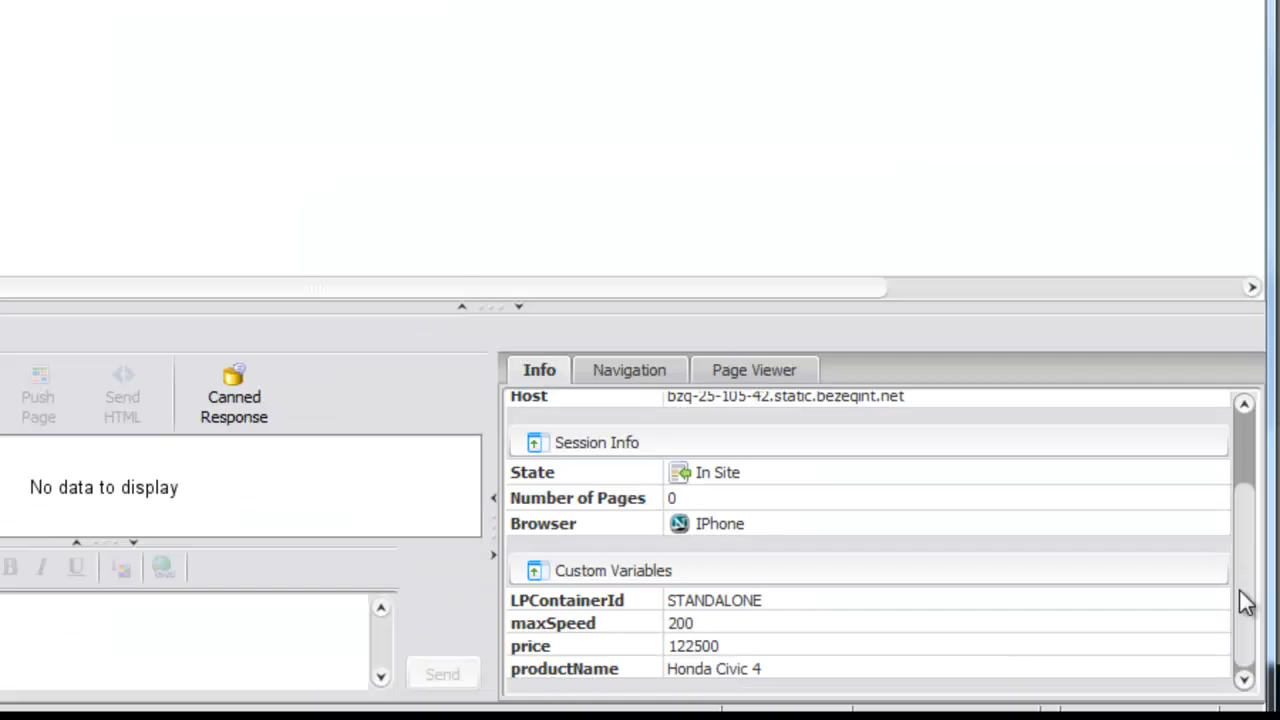 Push Page
Send HTML
Canned Response
No data to display
B I U
Send
Info Navigation Page Viewer
Host bzq-25-105-42.static.bezeqint.net
Session Info
State In Site
Number of Pages 0
Browser IPhone
Custom Variables
LPContainerId STANDALONE
maxSpeed 200
price 122500
productName Honda Civic 4